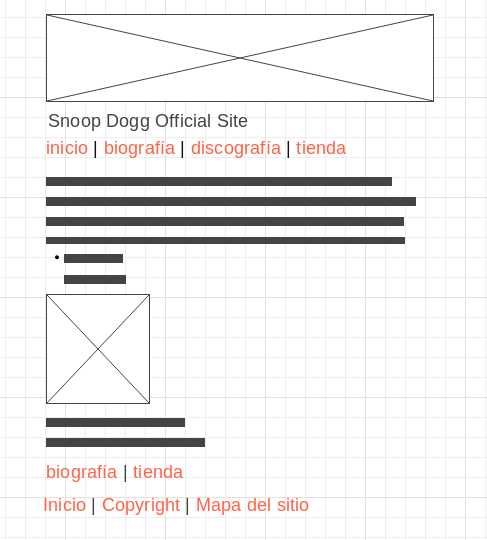 Snoop Dogg Official Site
inicio | biografía | discografía | tienda
biografía | tienda
Inicio | Copyright | Mapa del sitio